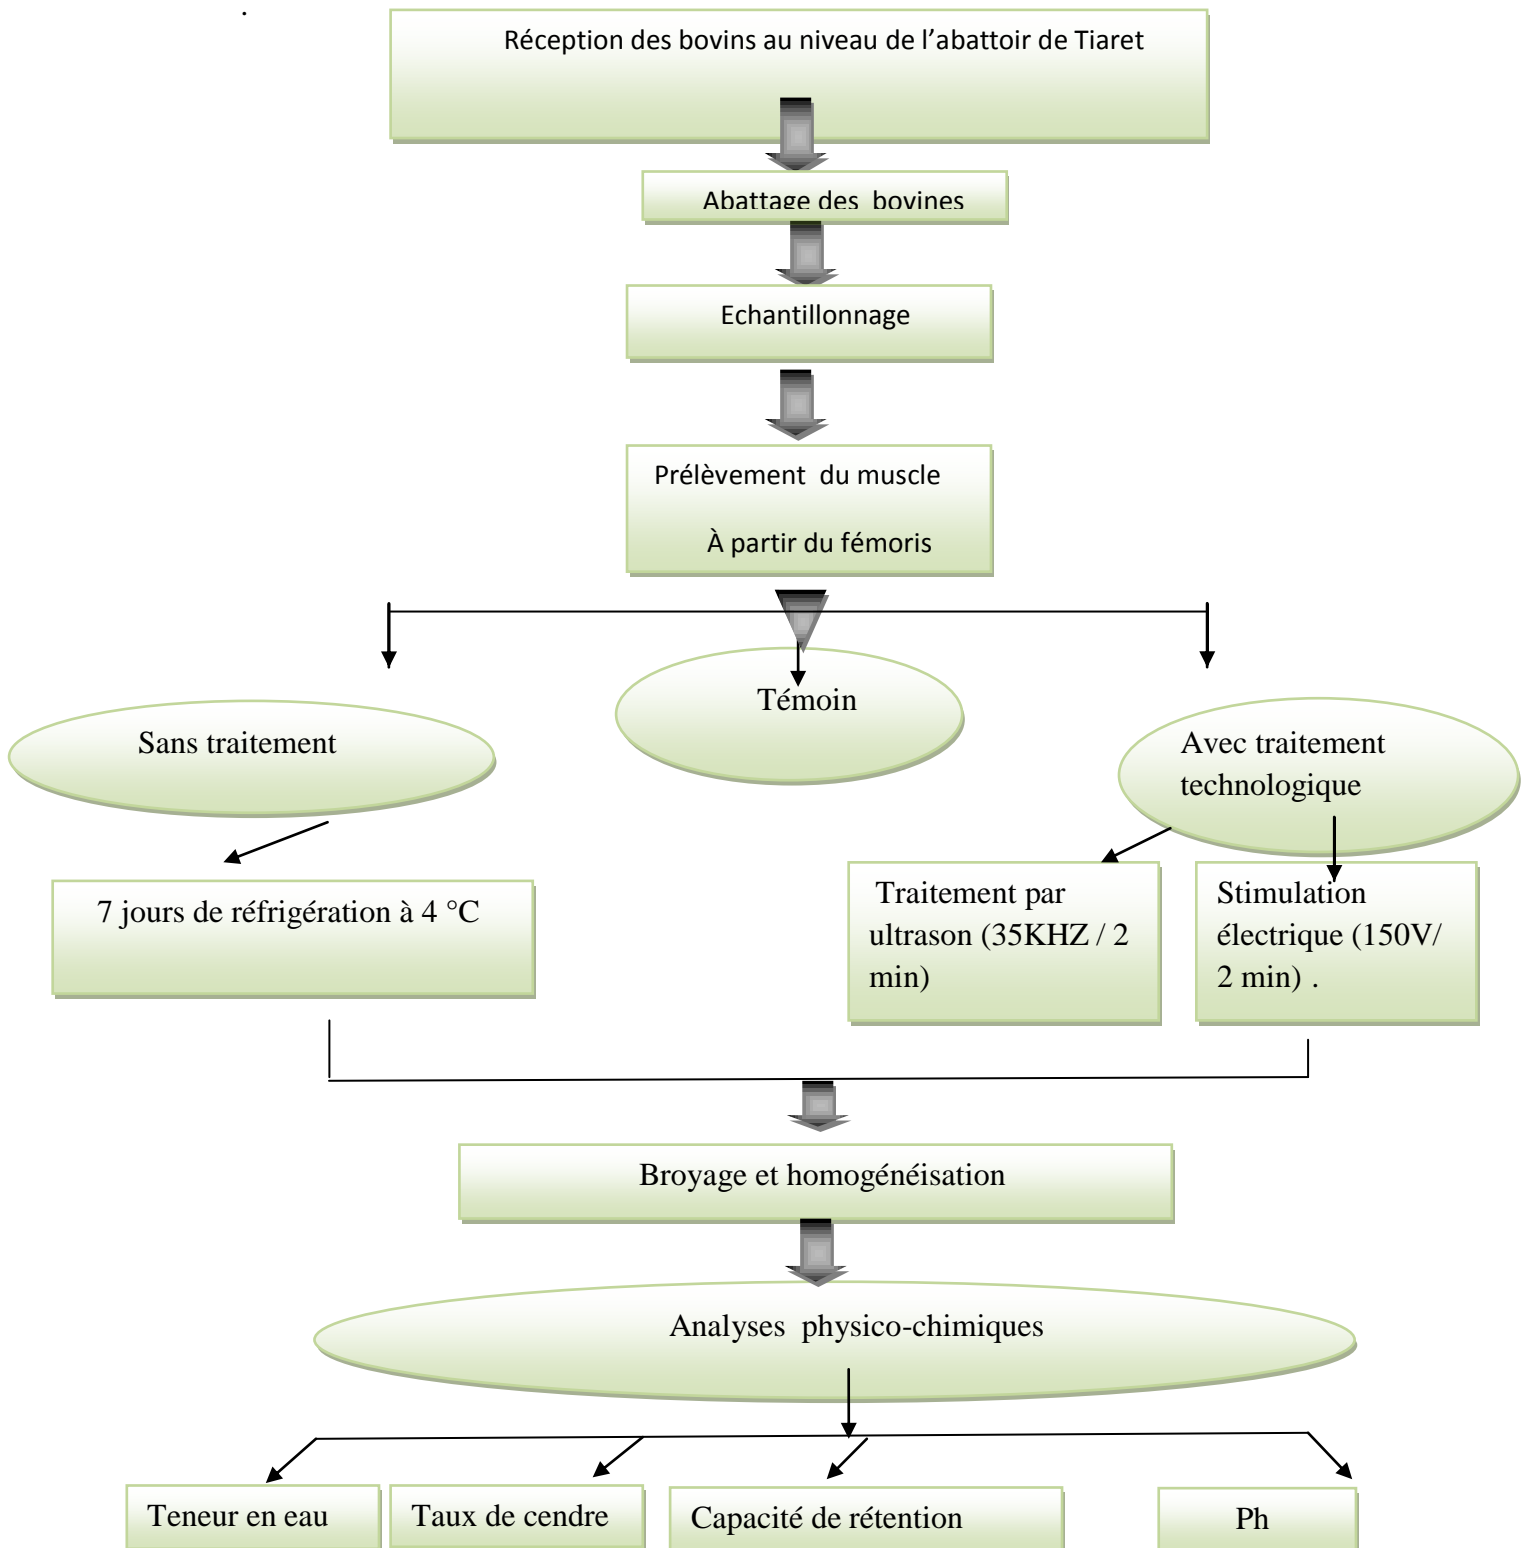 .
Réception des bovins au niveau de l’abattoir de Tiaret
Abattage des bovines
Echantillonnage
Prélèvement du muscle
À partir du fémoris
Témoin
Sans traitement
Avec traitement
technologique
7 jours de réfrigération à 4 °C
Traitement par
ultrason (35KHZ / 2
min)
Stimulation
électrique (150V/
2 min) .
Broyage et homogénéisation
Analyses physico-chimiques
Teneur en eau
Taux de cendre
Capacité de rétention
Ph